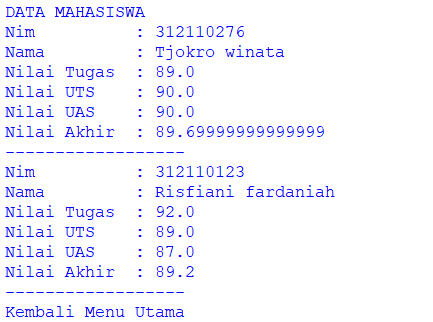 DATA MAHASISWA
Nim          : 312110276
Nama         : Tjokro winata
Nilai Tugas  : 89.0
Nilai UTS    : 90.0
Nilai UAS    : 90.0
Nilai Akhir  : 89.69999999999999
------------------
Nim          : 312110123
Nama         : Risfiani fardaniah
Nilai Tugas  : 92.0
Nilai UTS    : 89.0
Nilai UAS    : 87.0
Nilai Akhir  : 89.2
------------------
Kembali Menu Utama